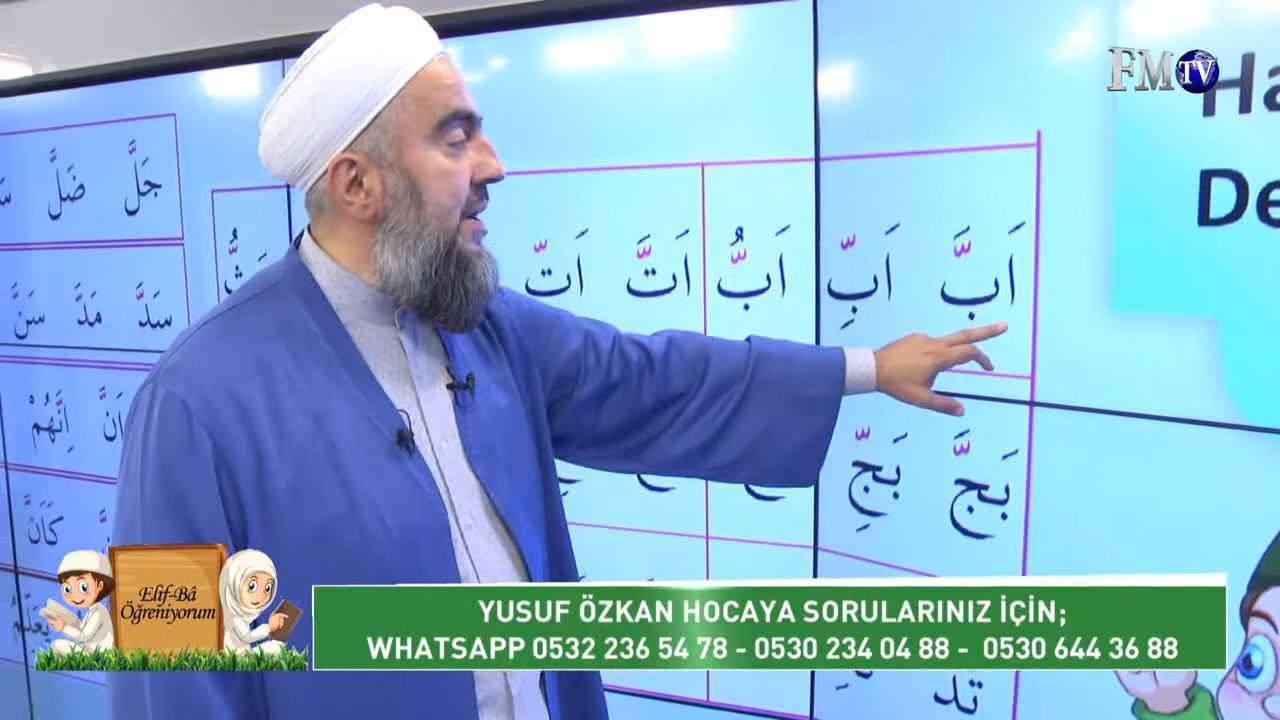 FM TV
Ha
De
اَبَّ اَبِّ اَبُّ اَتَّ اَتِّ
بَجَّ بَجِّ
جَلَّ ضَلَّ
سَدَّ مَدَّ سَنَّ
اِنَّهُمْ
كَانَّ
Elif-Bâ
Öğreniyorum
YUSUF ÖZKAN HOCAYA SORULARINIZ İÇİN;
WHATSAPP 0532 236 54 78 - 0530 234 04 88 - 0530 644 36 88